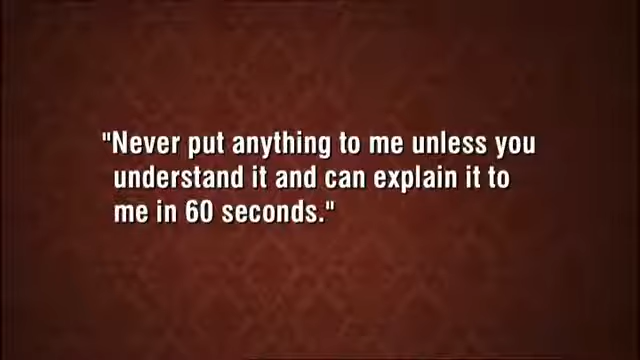 "Never put anything to me unless you
understand it and can explain it to
me in 60 seconds."